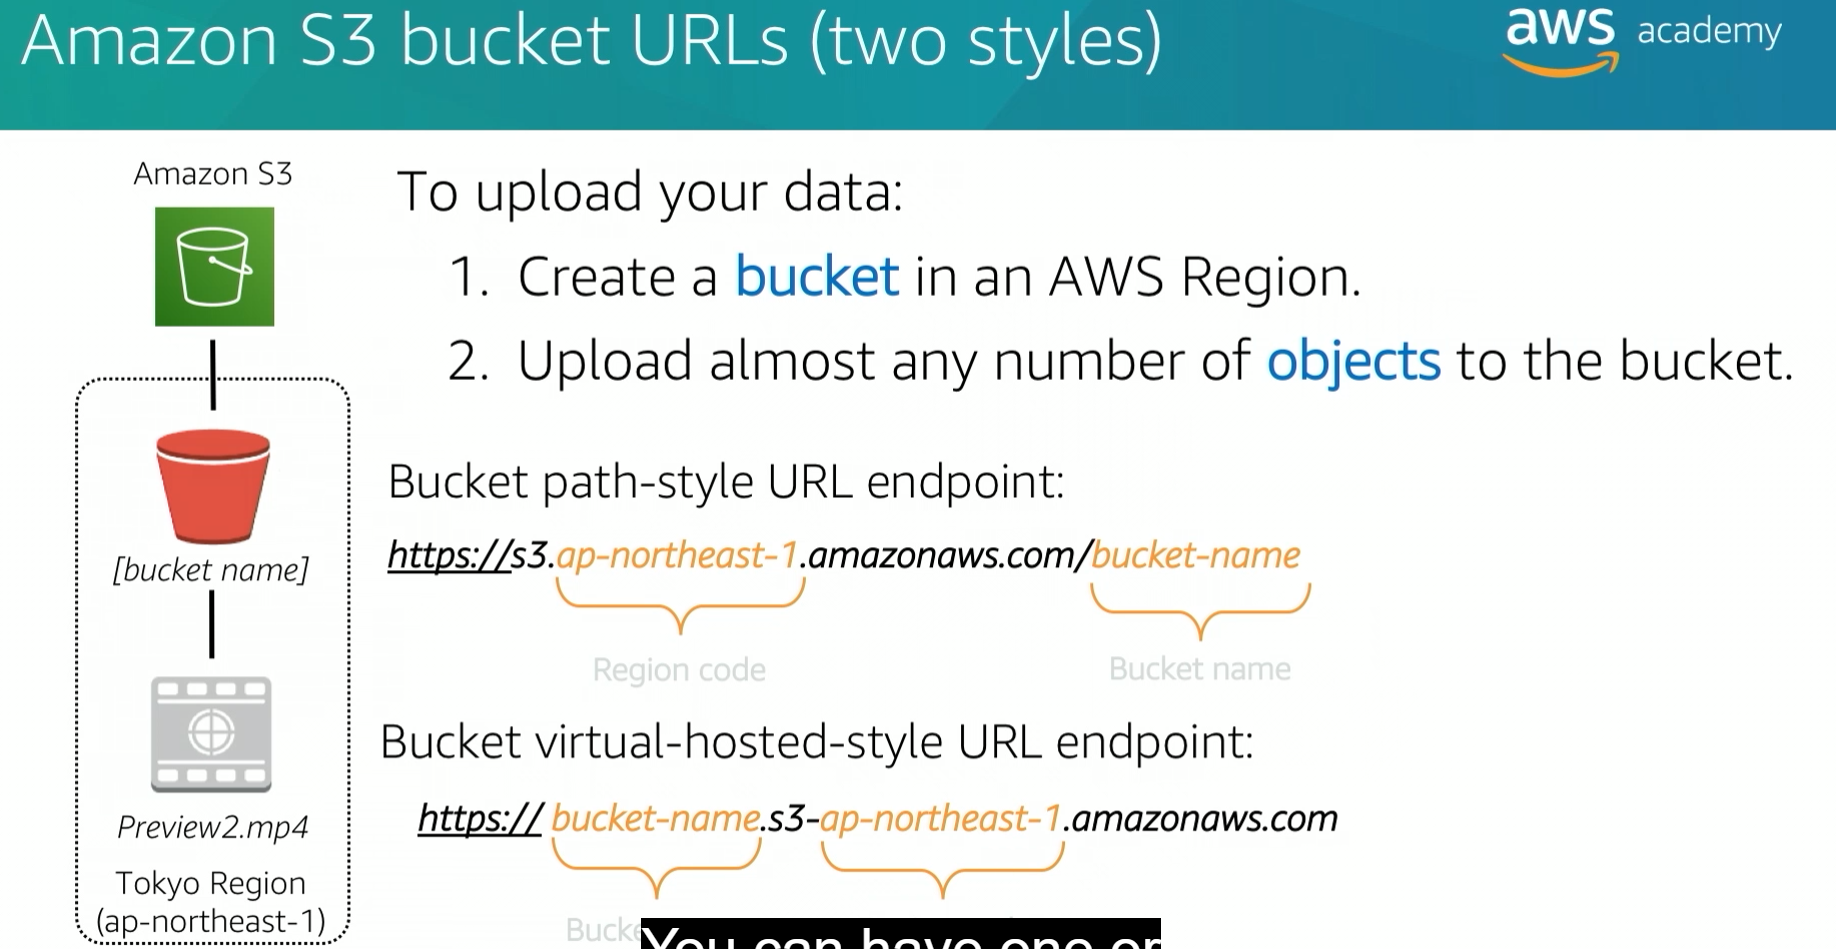 Amazon S3 bucket URLs (two styles)
aws academy
Amazon S3
To upload your data:
1. Create a bucket in an AWS Region.
2. Upload almost any number of objects to the bucket.
[bucket name]
Bucket path-style URL endpoint:
https://s3.ap-northeast-1.amazonaws.com/bucket-name
Region code
Bucket name
Preview2.mp4
Tokyo Region
(ap-northeast-1)
Bucket virtual-hosted-style URL endpoint:
https:// bucket-name.s3-ap-northeast-1.amazonaws.com
You can have one or